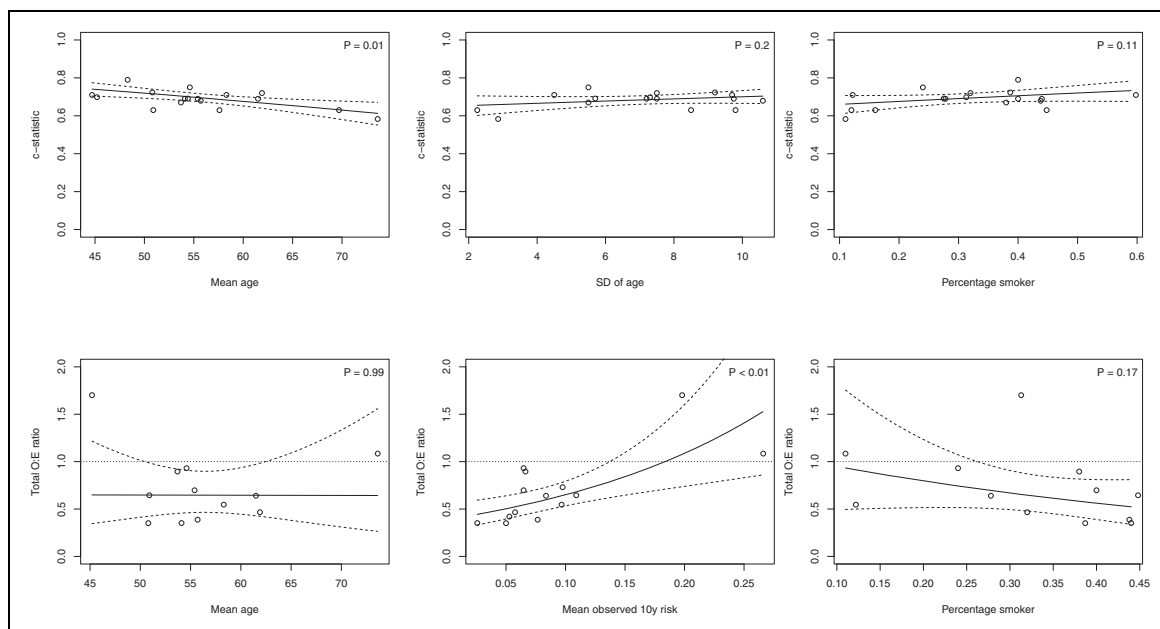 P = 0.01
c−statistic
0.0 0.2 0.4 0.6 0.8 1.0
45 50 55 60 65 70
Mean age
P = 0.2
c−statistic
0.0 0.2 0.4 0.6 0.8 1.0
2 4 6 8 10
SD of age
P = 0.11
c−statistic
0.0 0.2 0.4 0.6 0.8 1.0
0.1 0.2 0.3 0.4 0.5 0.6
Percentage smoker
P = 0.99
Total O:E ratio
0.0 0.5 1.0 1.5 2.0
45 50 55 60 65 70
Mean age
P < 0.01
Total O:E ratio
0.0 0.5 1.0 1.5 2.0
0.05 0.10 0.15 0.20 0.25
Mean observed 10y risk
P = 0.17
Total O:E ratio
0.0 0.5 1.0 1.5 2.0
0.10 0.15 0.20 0.25 0.30 0.35 0.40 0.45
Percentage smoker